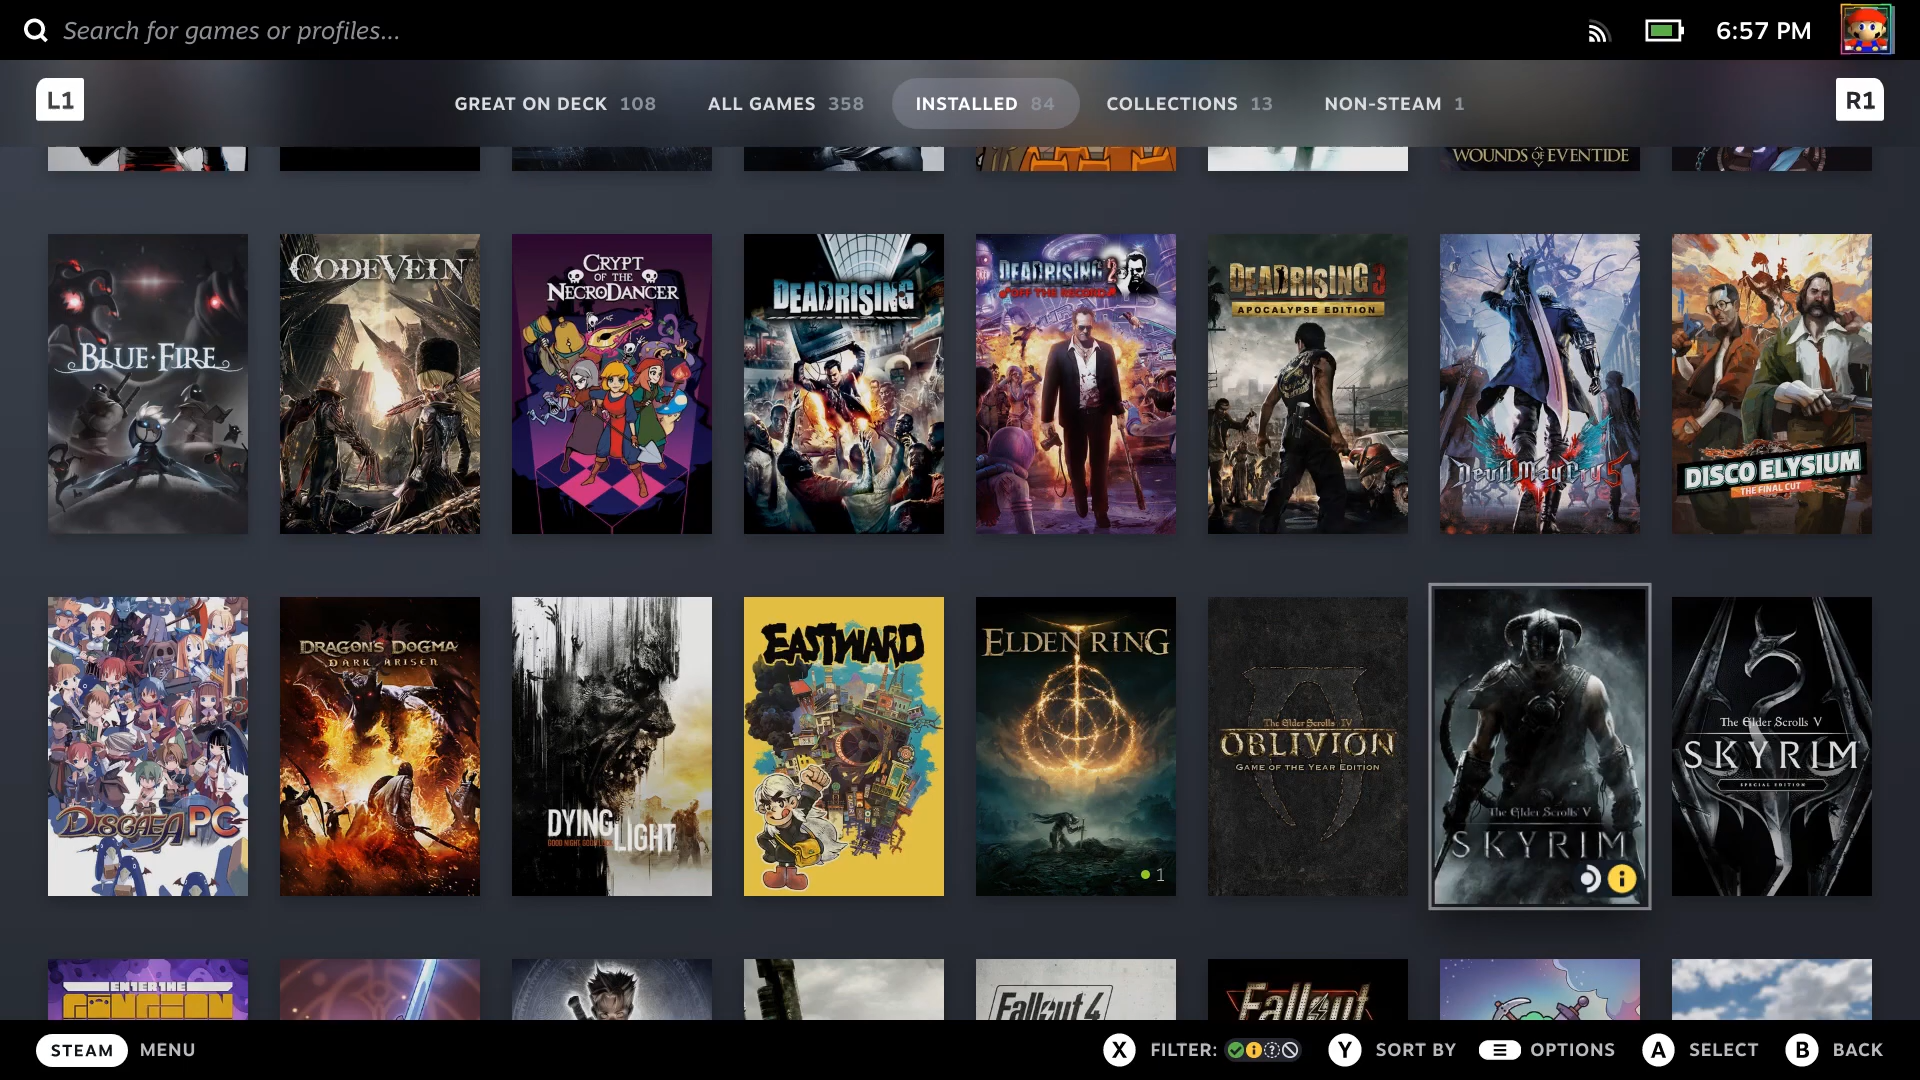 Search for games or profiles...
6:57 PM
L1
GREAT ON DECK 108
ALL GAMES 358
INSTALLED 84
COLLECTIONS 13
NON-STEAM 1
R1
WOUNDS OF EVENTIDE
BLUE FIRE
CODE VEIN
CRYPT
OF THE
NECRODANCER
DEADRISING
DEADRISING 2
OFF THE RECORD
DEADRISING 3
APOCALYPSE EDITION
Devil May Cry 5
DISCO ELYSIUM
THE FINAL CUT
DISGAEA PC
DRAGON'S DOGMA
DARK ARISEN
DYING
LIGHT
GOOD NIGHT. GOOD LUCK
EASTWARD
ELDEN RING
1
The Elder Scrolls IV
OBLIVION
GAME OF THE YEAR EDITION
The Elder Scrolls V
SKYRIM
The Elder Scrolls V
SKYRIM
SPECIAL EDITION
ENTER THE
GUNGEON
Fallout 4
Fallout
STEAM MENU
X FILTER:
Y SORT BY
OPTIONS
A SELECT
B BACK